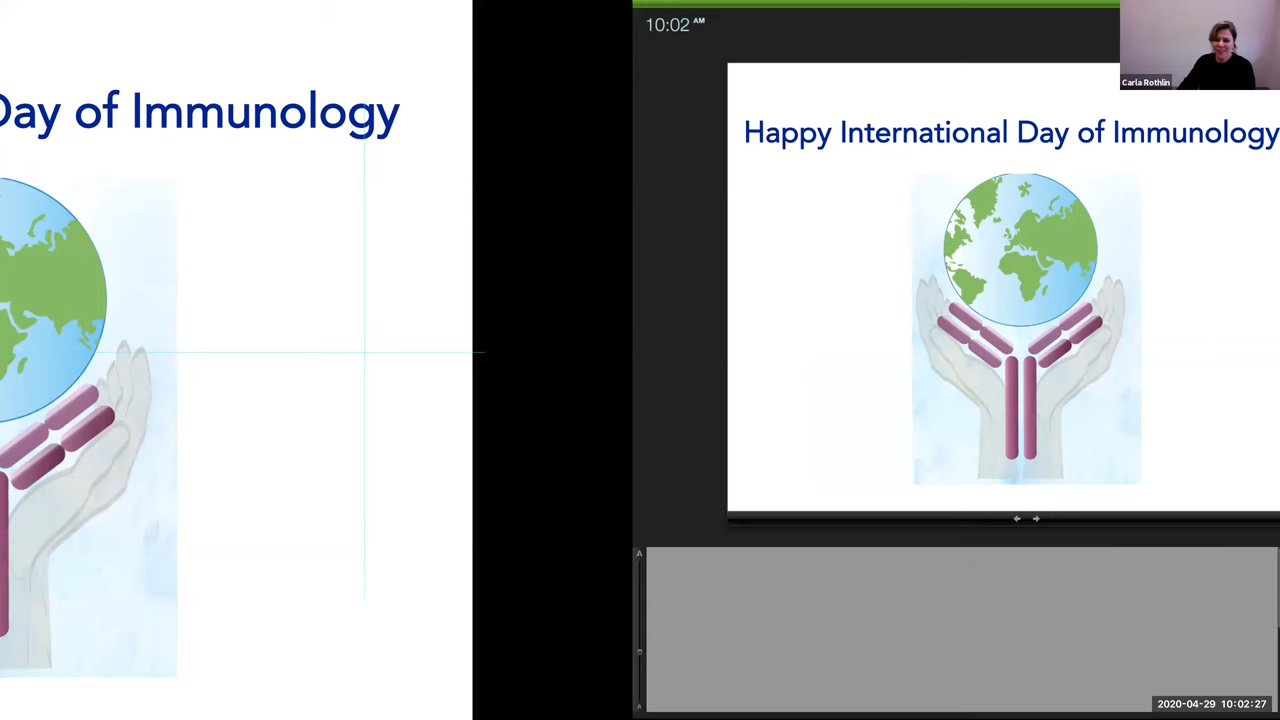 Day of Immunology
10:02 AM
Carla Rothlin
Happy International Day of Immunology
A
A
2020-04-29 10:02:27